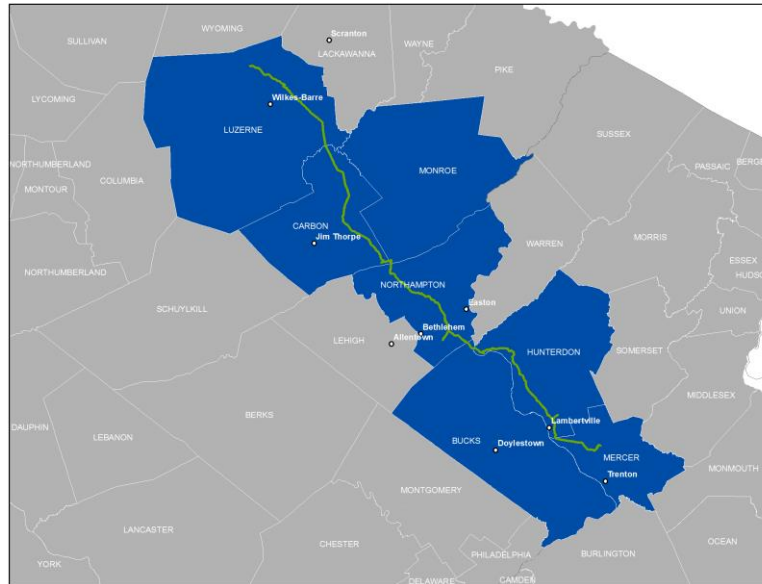 WYOMING
Scranton
SULLIVAN
LACKAWANNA
WAYNE
PIKE
LYCOMING
Wilkes-Barre
LUZERNE
SUSSEX
NORTHUMBERLAND
MONTOUR
COLUMBIA
MONROE
PASSAIC
CARBON
Jim Thorpe
WARREN
MORRIS
NORTHUMBERLAND
ESSEX
NORTHAMPTON
SCHUYLKILL
Easton
UNION
Bethlehem
LEHIGH
Allentown
HUNTERDON
SOMERSET
MIDDLESEX
BERKS
Lambertville
DAUPHIN
LEBANON
BUCKS
Doylestown
MERCER
MONMOUTH
Trenton
MONTGOMERY
LANCASTER
CHESTER
PHILADELPHIA
BURLINGTON
OCEAN
YORK
DELAWARE
CAMDEN